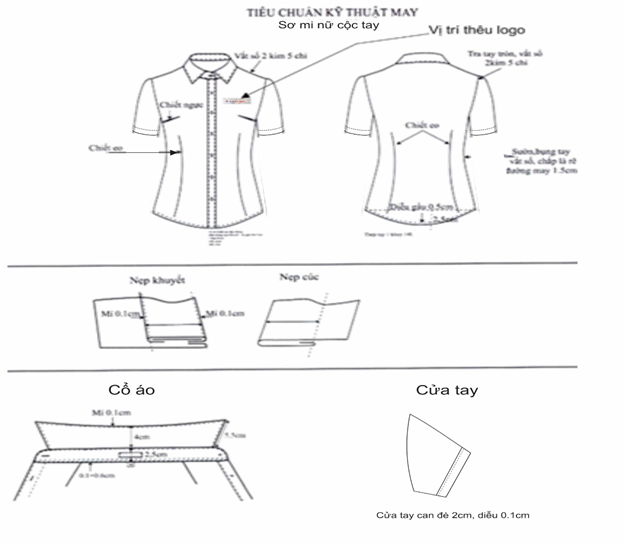 TIÊU CHUẨN KỸ THUẬT MAY
Sơ mi nữ cộc tay
Vị trí thêu logo
Vắt sổ 2 kim 5 chỉ
Tra tay tròn, vắt sổ
2kim 5 chỉ
Chiết ngực
Chiết eo
Chiết eo
Sườn,bụng tay
vắt sổ, chắp là rẽ
đường may 1.5cm
Diễu gấu 0.5cm
2.5cm
Nẹp khuyết
Nẹp cúc
Mí 0.1cm
Mí 0.1cm
Cổ áo
Cửa tay
Mí 0.1cm
4cm
5.5cm
2.5cm
Cửa tay can đè 2cm, diễu 0.1cm